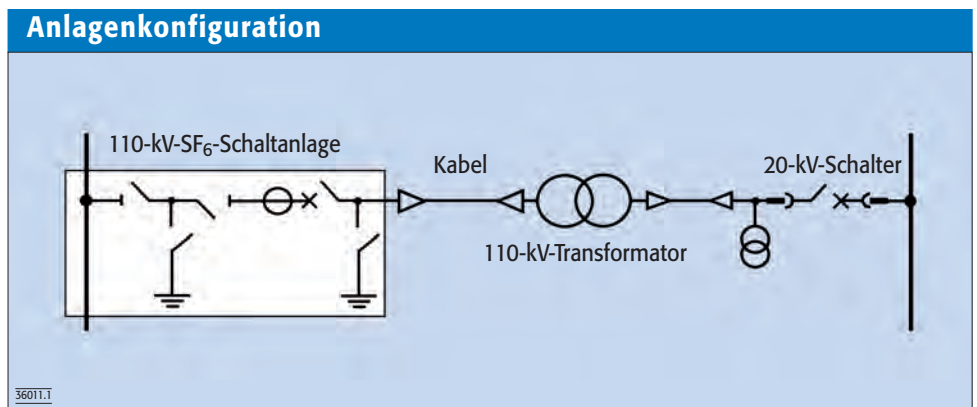 Anlagenkonfiguration
110-kV-SF₆-Schaltanlage
Kabel
20-kV-Schalter
110-kV-Transformator
36011.1